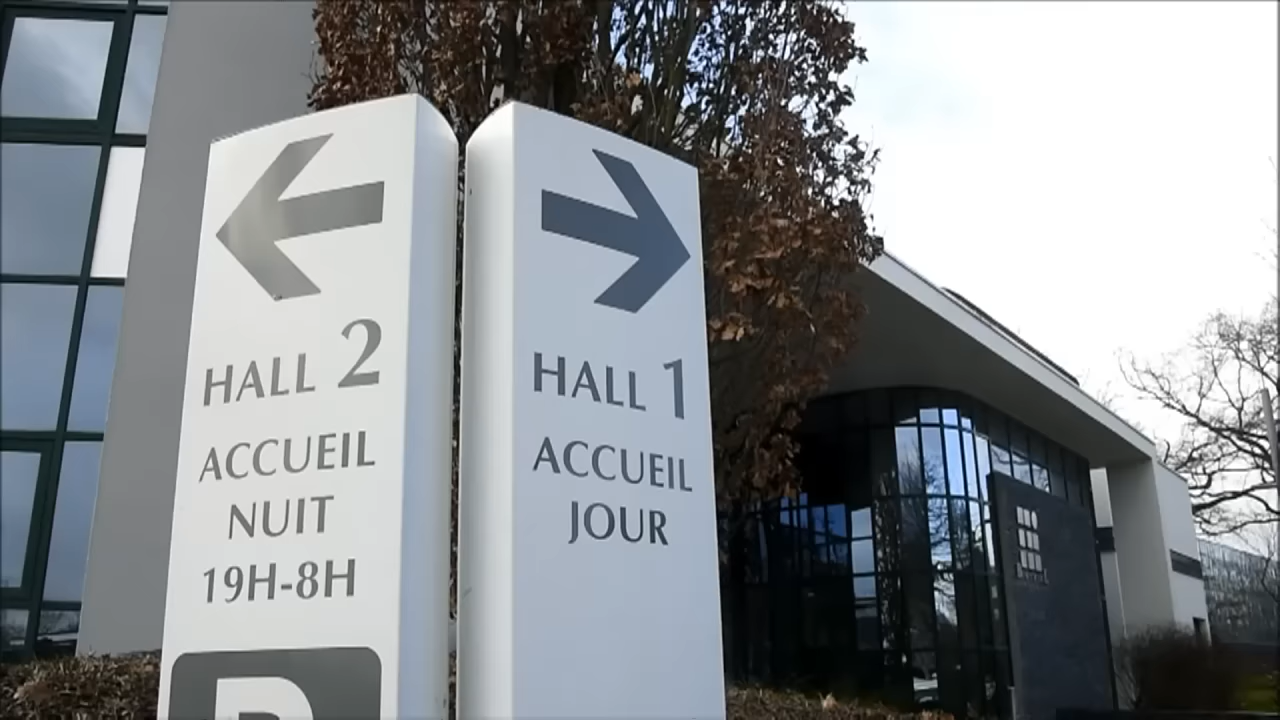 HALL 2
ACCUEIL
NUIT
19H-8H
P
HALL 1
ACCUEIL
JOUR